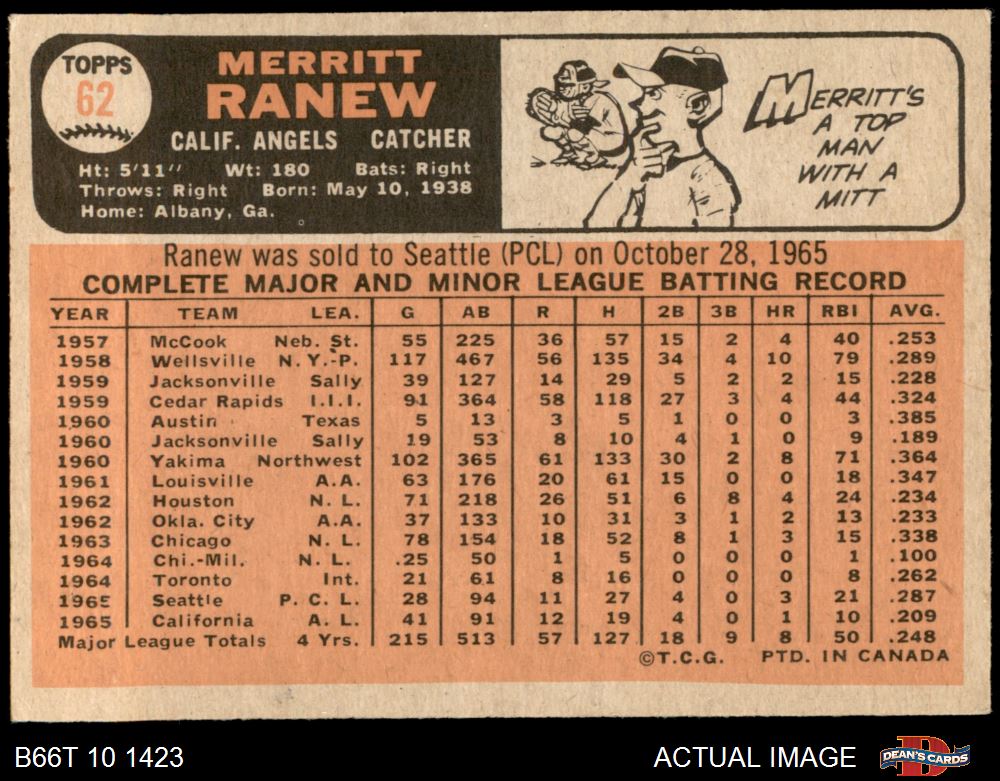 TOPPS
62
MERRITT
RANEW
CALIF. ANGELS CATCHER
Ht: 5'11" Wt: 180 Bats: Right
Throws: Right Born: May 10, 1938
Home: Albany, Ga.
MERRITT'S
A TOP
MAN
WITH A
MITT
Ranew was sold to Seattle (PCL) on October 28, 1965
COMPLETE MAJOR AND MINOR LEAGUE BATTING RECORD
YEAR TEAM LEA. G AB R H 2B 3B HR RBI AVG.
1957 McCook Neb. St. 55 225 36 57 15 2 4 40 .253
1958 Wellsville N.Y.-P. 117 467 56 135 34 4 10 79 .289
1959 Jacksonville Sally 39 127 14 29 5 2 2 15 .228
1959 Cedar Rapids I.I.I. 91 364 58 118 27 3 4 44 .324
1960 Austin Texas 5 13 3 5 1 0 0 3 .385
1960 Jacksonville Sally 19 53 8 10 4 1 0 9 .189
1960 Yakima Northwest 102 365 61 133 30 2 8 71 .364
1961 Louisville A.A. 63 176 20 61 15 0 0 18 .347
1962 Houston N. L. 71 218 26 51 6 8 4 24 .234
1962 Okla. City A.A. 37 133 10 31 3 1 2 13 .233
1963 Chicago N. L. 78 154 18 52 8 1 3 15 .338
1964 Chi.-Mil. N. L. .25 50 1 5 0 0 0 1 .100
1964 Toronto Int. 21 61 8 16 0 0 0 8 .262
1965 Seattle P. C. L. 28 94 11 27 4 0 3 21 .287
1965 California A. L. 41 91 12 19 4 0 1 10 .209
Major League Totals 4 Yrs. 215 513 57 127 18 9 8 50 .248
©T.C.G. PTD. IN CANADA
B66T 10 1423 ACTUAL IMAGE DEAN'S CARDS